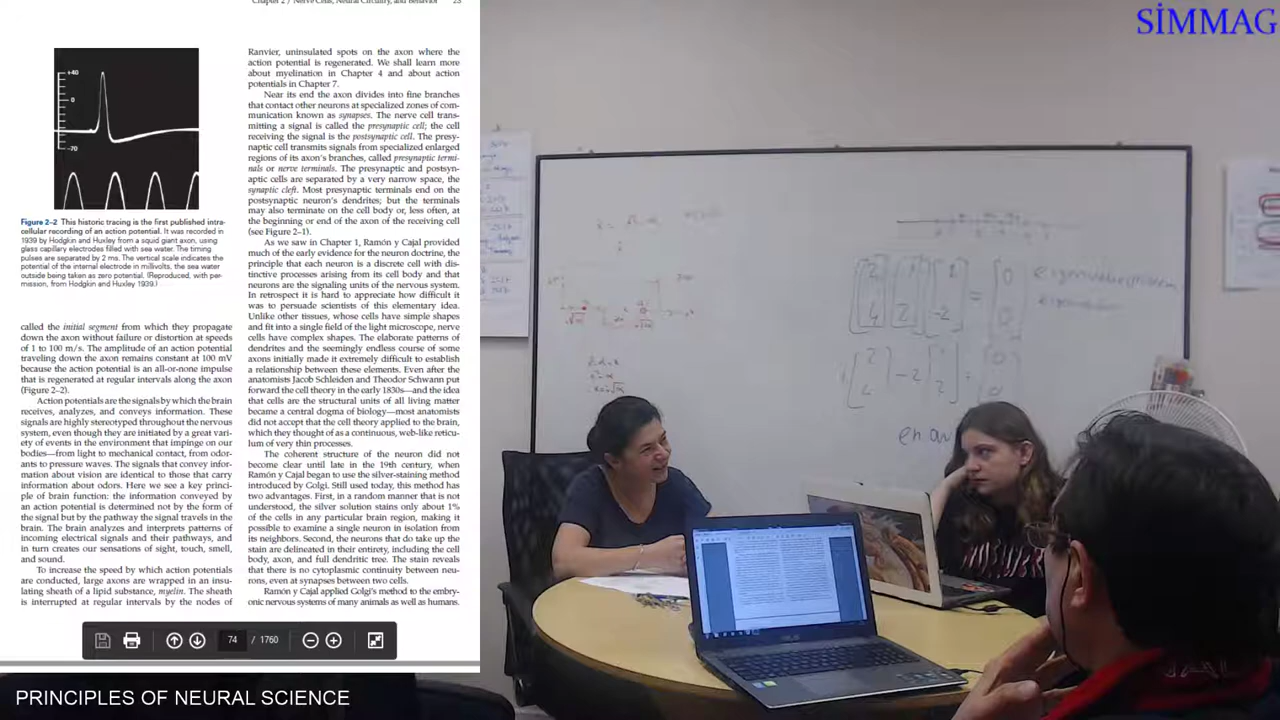 Chapter 2 / Nerve Cells, Neural Circuitry, and Behavior 23
SİMMAG
+40
0
-70
Figure 2–2 This historic tracing is the first published intra-
cellular recording of an action potential. It was recorded in
1939 by Hodgkin and Huxley from a squid giant axon, using
glass capillary electrodes filled with sea water. The timing
pulses are separated by 2 ms. The vertical scale indicates the
potential of the internal electrode in millivolts, the sea water
outside being taken as zero potential. (Reproduced, with per-
mission, from Hodgkin and Huxley 1939.)
called the initial segment from which they propagate
down the axon without failure or distortion at speeds
of 1 to 100 m/s. The amplitude of an action potential
traveling down the axon remains constant at 100 mV
because the action potential is an all-or-none impulse
that is regenerated at regular intervals along the axon
(Figure 2–2).
Action potentials are the signals by which the brain
receives, analyzes, and conveys information. These
signals are highly stereotyped throughout the nervous
system, even though they are initiated by a great vari-
ety of events in the environment that impinge on our
bodies—from light to mechanical contact, from odor-
ants to pressure waves. The signals that convey infor-
mation about vision are identical to those that carry
information about odors. Here we see a key princi-
ple of brain function: the information conveyed by
an action potential is determined not by the form of
the signal but by the pathway the signal travels in the
brain. The brain analyzes and interprets patterns of
incoming electrical signals and their pathways, and
in turn creates our sensations of sight, touch, smell,
and sound.
To increase the speed by which action potentials
are conducted, large axons are wrapped in an insu-
lating sheath of a lipid substance, myelin. The sheath
is interrupted at regular intervals by the nodes of
Ranvier, uninsulated spots on the axon where the
action potential is regenerated. We shall learn more
about myelination in Chapter 4 and about action
potentials in Chapter 7.
Near its end the axon divides into fine branches
that contact other neurons at specialized zones of com-
munication known as synapses. The nerve cell trans-
mitting a signal is called the presynaptic cell; the cell
receiving the signal is the postsynaptic cell. The presy-
naptic cell transmits signals from specialized enlarged
regions of its axon's branches, called presynaptic termi-
nals or nerve terminals. The presynaptic and postsyn-
aptic cells are separated by a very narrow space, the
synaptic cleft. Most presynaptic terminals end on the
postsynaptic neuron's dendrites; but the terminals
may also terminate on the cell body or, less often, at
the beginning or end of the axon of the receiving cell
(see Figure 2–1).
As we saw in Chapter 1, Ramón y Cajal provided
much of the early evidence for the neuron doctrine, the
principle that each neuron is a discrete cell with dis-
tinctive processes arising from its cell body and that
neurons are the signaling units of the nervous system.
In retrospect it is hard to appreciate how difficult it
was to persuade scientists of this elementary idea.
Unlike other tissues, whose cells have simple shapes
and fit into a single field of the light microscope, nerve
cells have complex shapes. The elaborate patterns of
dendrites and the seemingly endless course of some
axons initially made it extremely difficult to establish
a relationship between these elements. Even after the
anatomists Jacob Schleiden and Theodor Schwann put
forward the cell theory in the early 1830s—and the idea
that cells are the structural units of all living matter
became a central dogma of biology—most anatomists
did not accept that the cell theory applied to the brain,
which they thought of as a continuous, web-like reticu-
lum of very thin processes.
The coherent structure of the neuron did not
become clear until late in the 19th century, when
Ramón y Cajal began to use the silver-staining method
introduced by Golgi. Still used today, this method has
two advantages. First, in a random manner that is not
understood, the silver solution stains only about 1%
of the cells in any particular brain region, making it
possible to examine a single neuron in isolation from
its neighbors. Second, the neurons that do take up the
stain are delineated in their entirety, including the cell
body, axon, and full dendritic tree. The stain reveals
that there is no cytoplasmic continuity between neu-
rons, even at synapses between two cells.
Ramón y Cajal applied Golgi's method to the embry-
onic nervous systems of many animals as well as humans.
74 / 1760
PRINCIPLES OF NEURAL SCIENCE